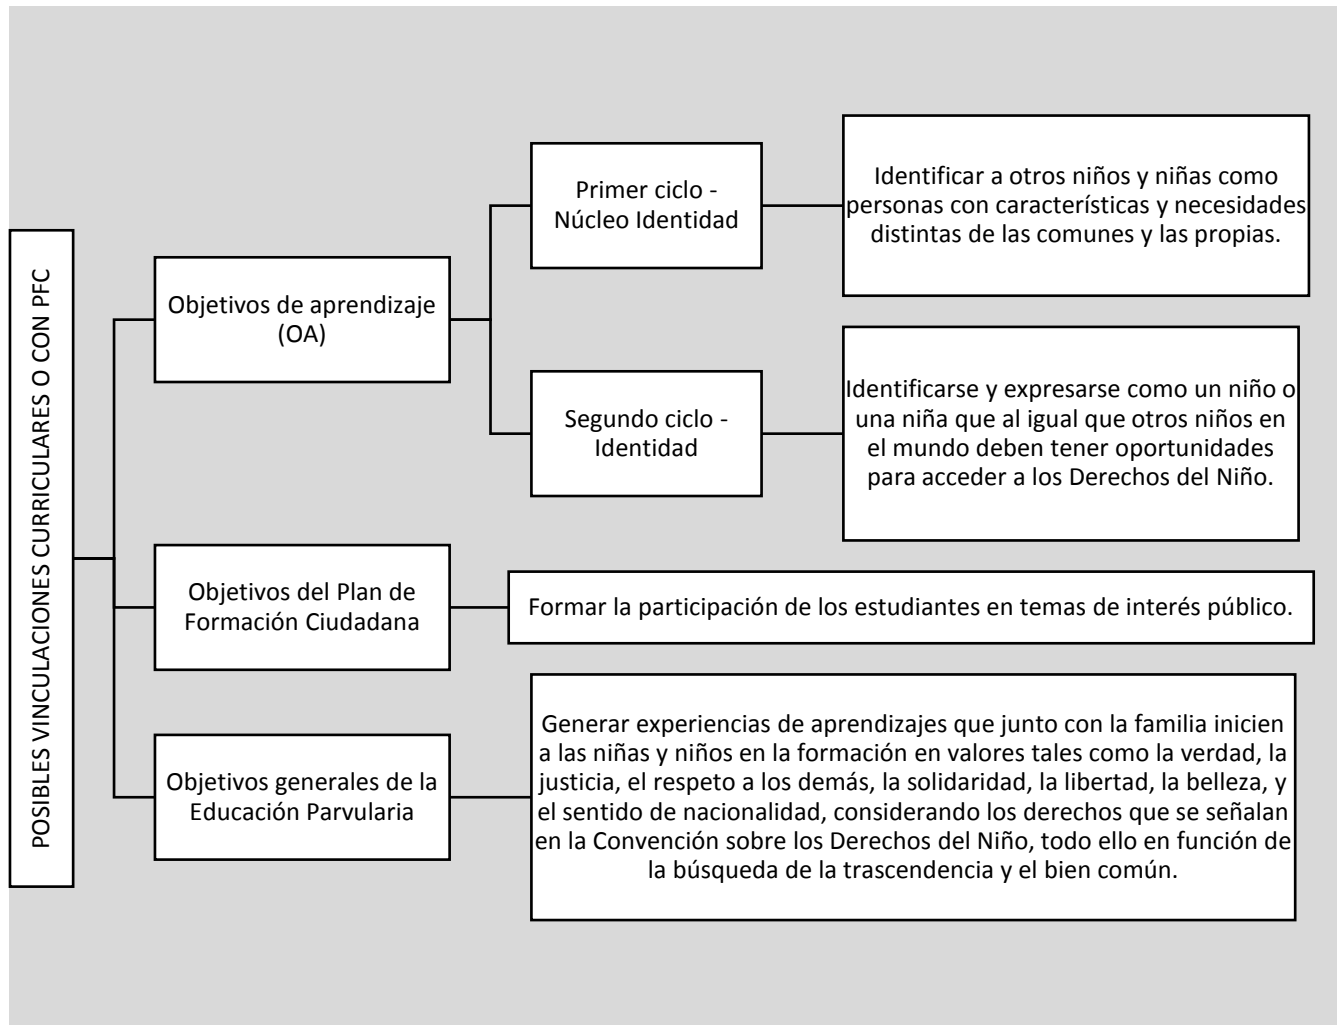 POSIBLES VINCULACIONES CURRICULARES O CON PFC
Objetivos de aprendizaje
(OA)
Primer ciclo -
Núcleo Identidad
Identificar a otros niños y niñas como
personas con características y necesidades
distintas de las comunes y las propias.
Segundo ciclo -
Identidad
Identificarse y expresarse como un niño o
una niña que al igual que otros niños en
el mundo deben tener oportunidades
para acceder a los Derechos del Niño.
Objetivos del Plan de
Formación Ciudadana
Formar la participación de los estudiantes en temas de interés público.
Objetivos generales de la
Educación Parvularia
Generar experiencias de aprendizajes que junto con la familia inicien
a las niñas y niños en la formación en valores tales como la verdad, la
justicia, el respeto a los demás, la solidaridad, la libertad, la belleza, y
el sentido de nacionalidad, considerando los derechos que se señalan
en la Convención sobre los Derechos del Niño, todo ello en función de
la búsqueda de la trascendencia y el bien común.